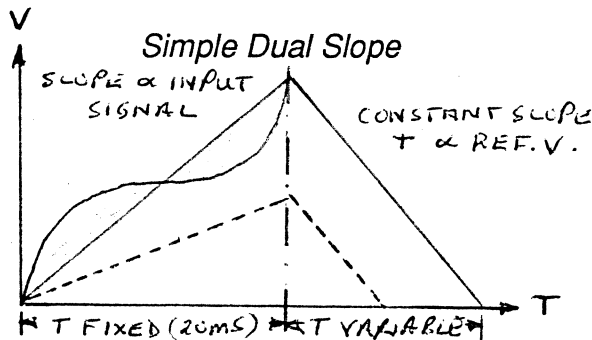 V
Simple Dual Slope
SLOPE ∝ INPUT
SIGNAL
CONSTANT SLOPE
T ∝ REF.V.
T
T FIXED (20MS)
T VARIABLE